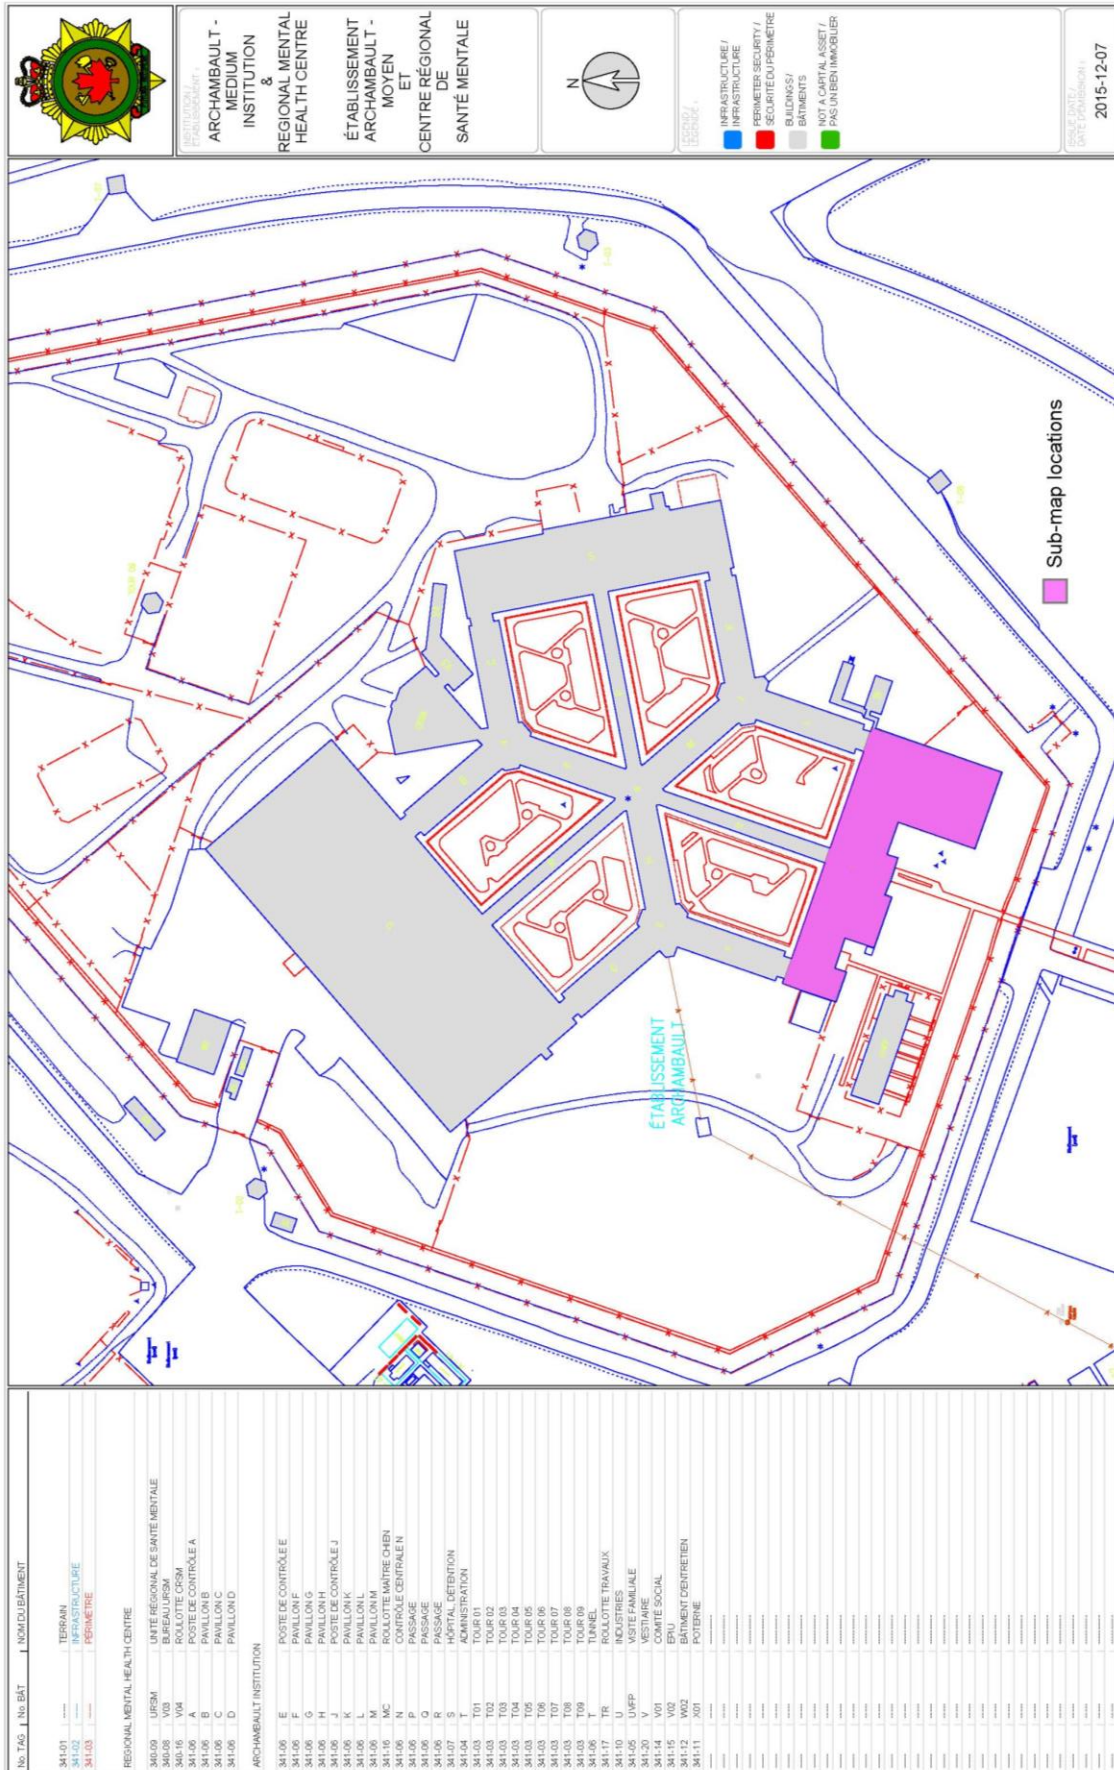 INSTITUTION /
ÉTABLISSEMENT :
ARCHAMBAULT -
MEDIUM
INSTITUTION
&
REGIONAL MENTAL
HEALTH CENTRE
ÉTABLISSEMENT
ARCHAMBAULT -
MOYEN
ET
CENTRE RÉGIONAL
DE
SANTÉ MENTALE
N
LEGEND /
LÉGENDE :
INFRASTRUCTURE /
INFRASTRUCTURE
PERIMETER SECURITY /
SÉCURITÉ DU PÉRIMÈTRE
BUILDINGS /
BÂTIMENTS
NOT A CAPITAL ASSET /
PAS UN BIEN IMMOBILIER
2015-12-07
ÉTABLISSEMENT
ARCHAMBAULT
Sub-map locations
No. TAG | No. BÂT | NOM DU BÂTIMENT
341-01 ---- TERRAIN
341-02 ---- INFRASTRUCTURE
341-03 ---- PÉRIMÈTRE
REGIONAL MENTAL HEALTH CENTRE
340-09 URSM UNITÉ RÉGIONAL DE SANTÉ MENTALE
340-08 V03 BUREAU URSM
340-16 V04 ROULOTTE CRSM
341-06 A POSTE DE CONTRÔLE A
341-06 B PAVILLON B
341-06 C PAVILLON C
341-06 D PAVILLON D
ARCHAMBAULT INSTITUTION
341-06 E POSTE DE CONTRÔLE E
341-06 F PAVILLON F
341-06 G PAVILLON G
341-06 H PAVILLON H
341-06 J POSTE DE CONTRÔLE J
341-06 K PAVILLON K
341-06 L PAVILLON L
341-06 M PAVILLON M
341-16 MC ROULOTTE MAÎTRE CHIEN
341-06 N CONTRÔLE CENTRALE N
341-06 P PASSAGE
341-06 Q PASSAGE
341-06 R PASSAGE
341-07 S HÔPITAL, DÉTENTION
341-04 T ADMINISTRATION
341-03 T01 TOUR 01
341-03 T02 TOUR 02
341-03 T03 TOUR 03
341-03 T04 TOUR 04
341-03 T05 TOUR 05
341-03 T06 TOUR 06
341-03 T07 TOUR 07
341-03 T08 TOUR 08
341-03 T09 TOUR 09
341-06 T TUNNEL
341-17 TR ROULOTTE TRAVAUX
341-10 U INDUSTRIES
341-05 UVFP VISITE FAMILIALE
341-20 V VESTIAIRE
341-14 V01 COMITÉ SOCIAL
341-15 V02 EPIU
341-12 W02 BÂTIMENT D'ENTRETIEN
341-11 X01 POTERNE